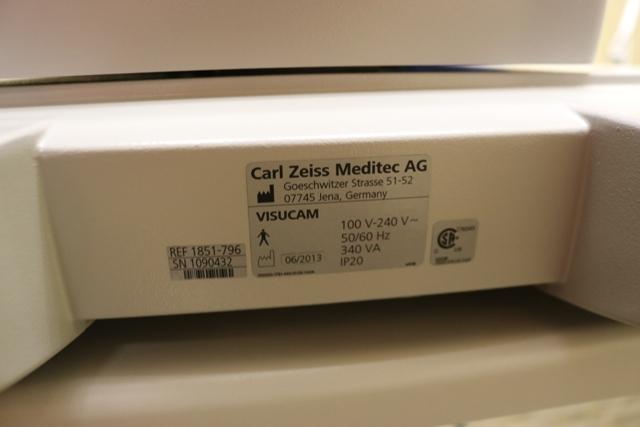 Carl Zeiss Meditec AG
Goeschwitzer Strasse 51-52
07745 Jena, Germany
VISUCAM
100 V-240 V~
50/60 Hz
340 VA
IP20
06/2013
REF 1851-796
SN 1090432